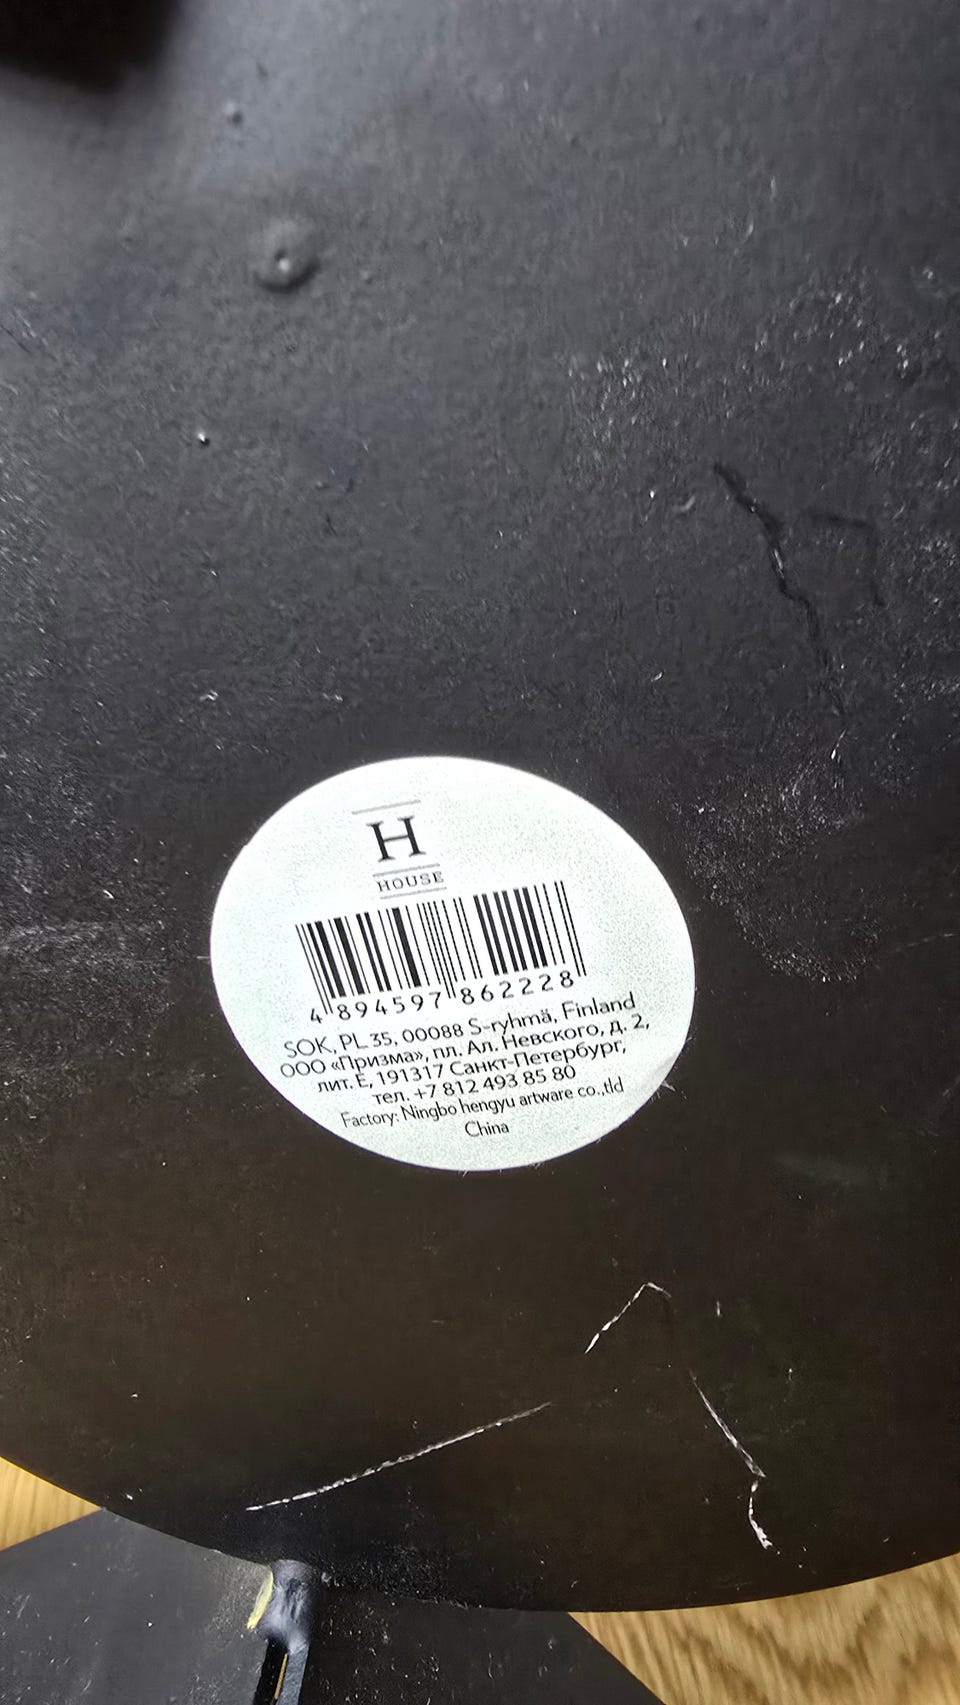 H
HOUSE
4 894597 862228
SOK, PL 35, 00088 S-ryhmä, Finland
ООО «Призма», пл. Ал. Невского, д. 2,
лит. Е, 191317 Санкт-Петербург,
тел. +7 812 493 85 80
Factory: Ningbo hengyu artware co.,tld
China